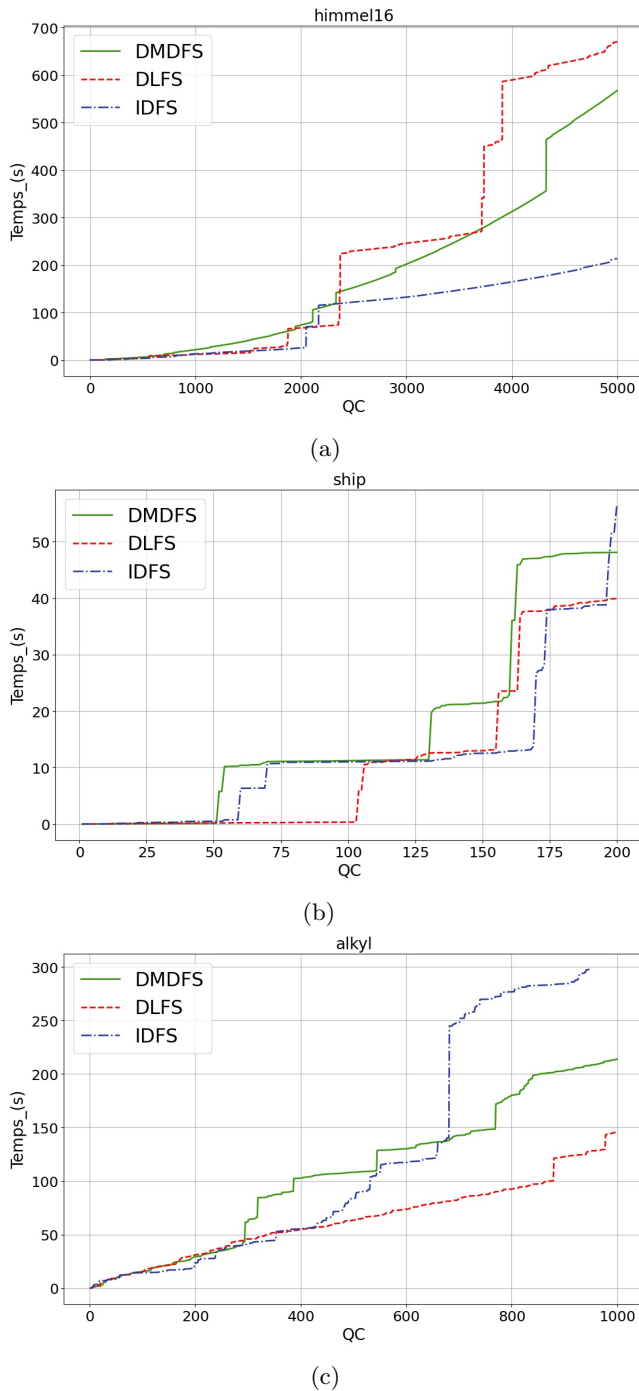 himmel16
700
600
500
400
300
200
100
0
Temps_(s)
DMDFS
DLFS
IDFS
0 1000 2000 3000 4000 5000
QC
(a)
ship
50
40
30
20
10
0
Temps_(s)
DMDFS
DLFS
IDFS
0 25 50 75 100 125 150 175 200
QC
(b)
alkyl
300
250
200
150
100
50
0
Temps_(s)
DMDFS
DLFS
IDFS
0 200 400 600 800 1000
QC
(c)